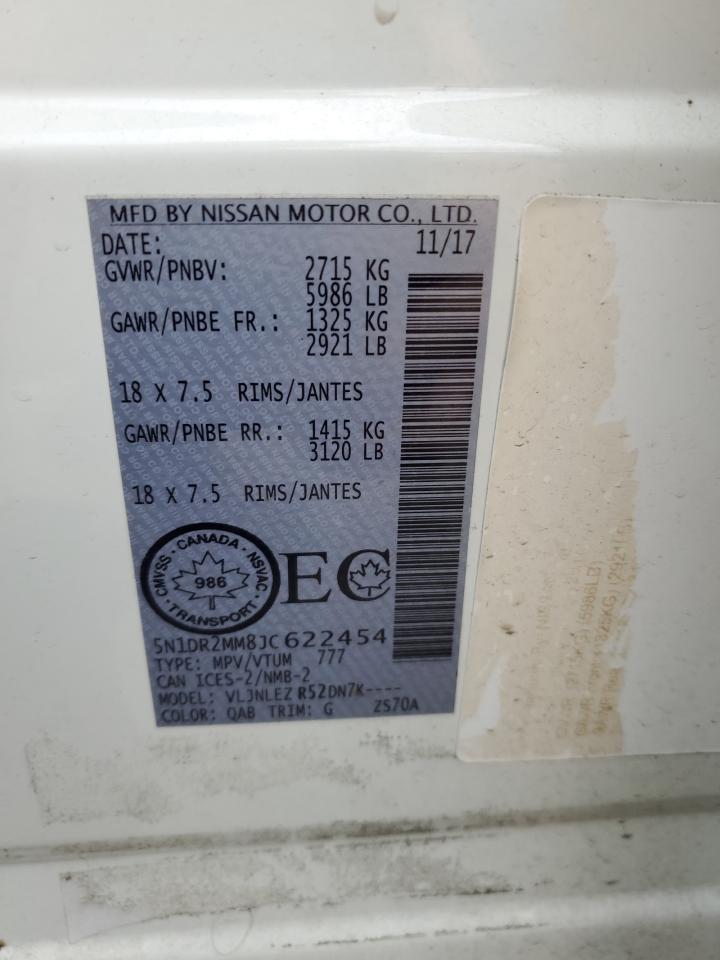 MFD BY NISSAN MOTOR CO., LTD.
DATE: 11/17
GVWR/PNBV: 2715 KG
5986 LB
GAWR/PNBE FR.: 1325 KG
2921 LB
18 X 7.5 RIMS/JANTES
GAWR/PNBE RR.: 1415 KG
3120 LB
18 X 7.5 RIMS/JANTES
CMVSS · CANADA · NSVAC
986
TRANSPORT
EC
5N1DR2MM8JC622454
TYPE: MPV/VTUM 777
CAN ICES-2/NMB-2
MODEL: VLJNLEZ R52DN7K----
COLOR: QAB TRIM: G ZS70A